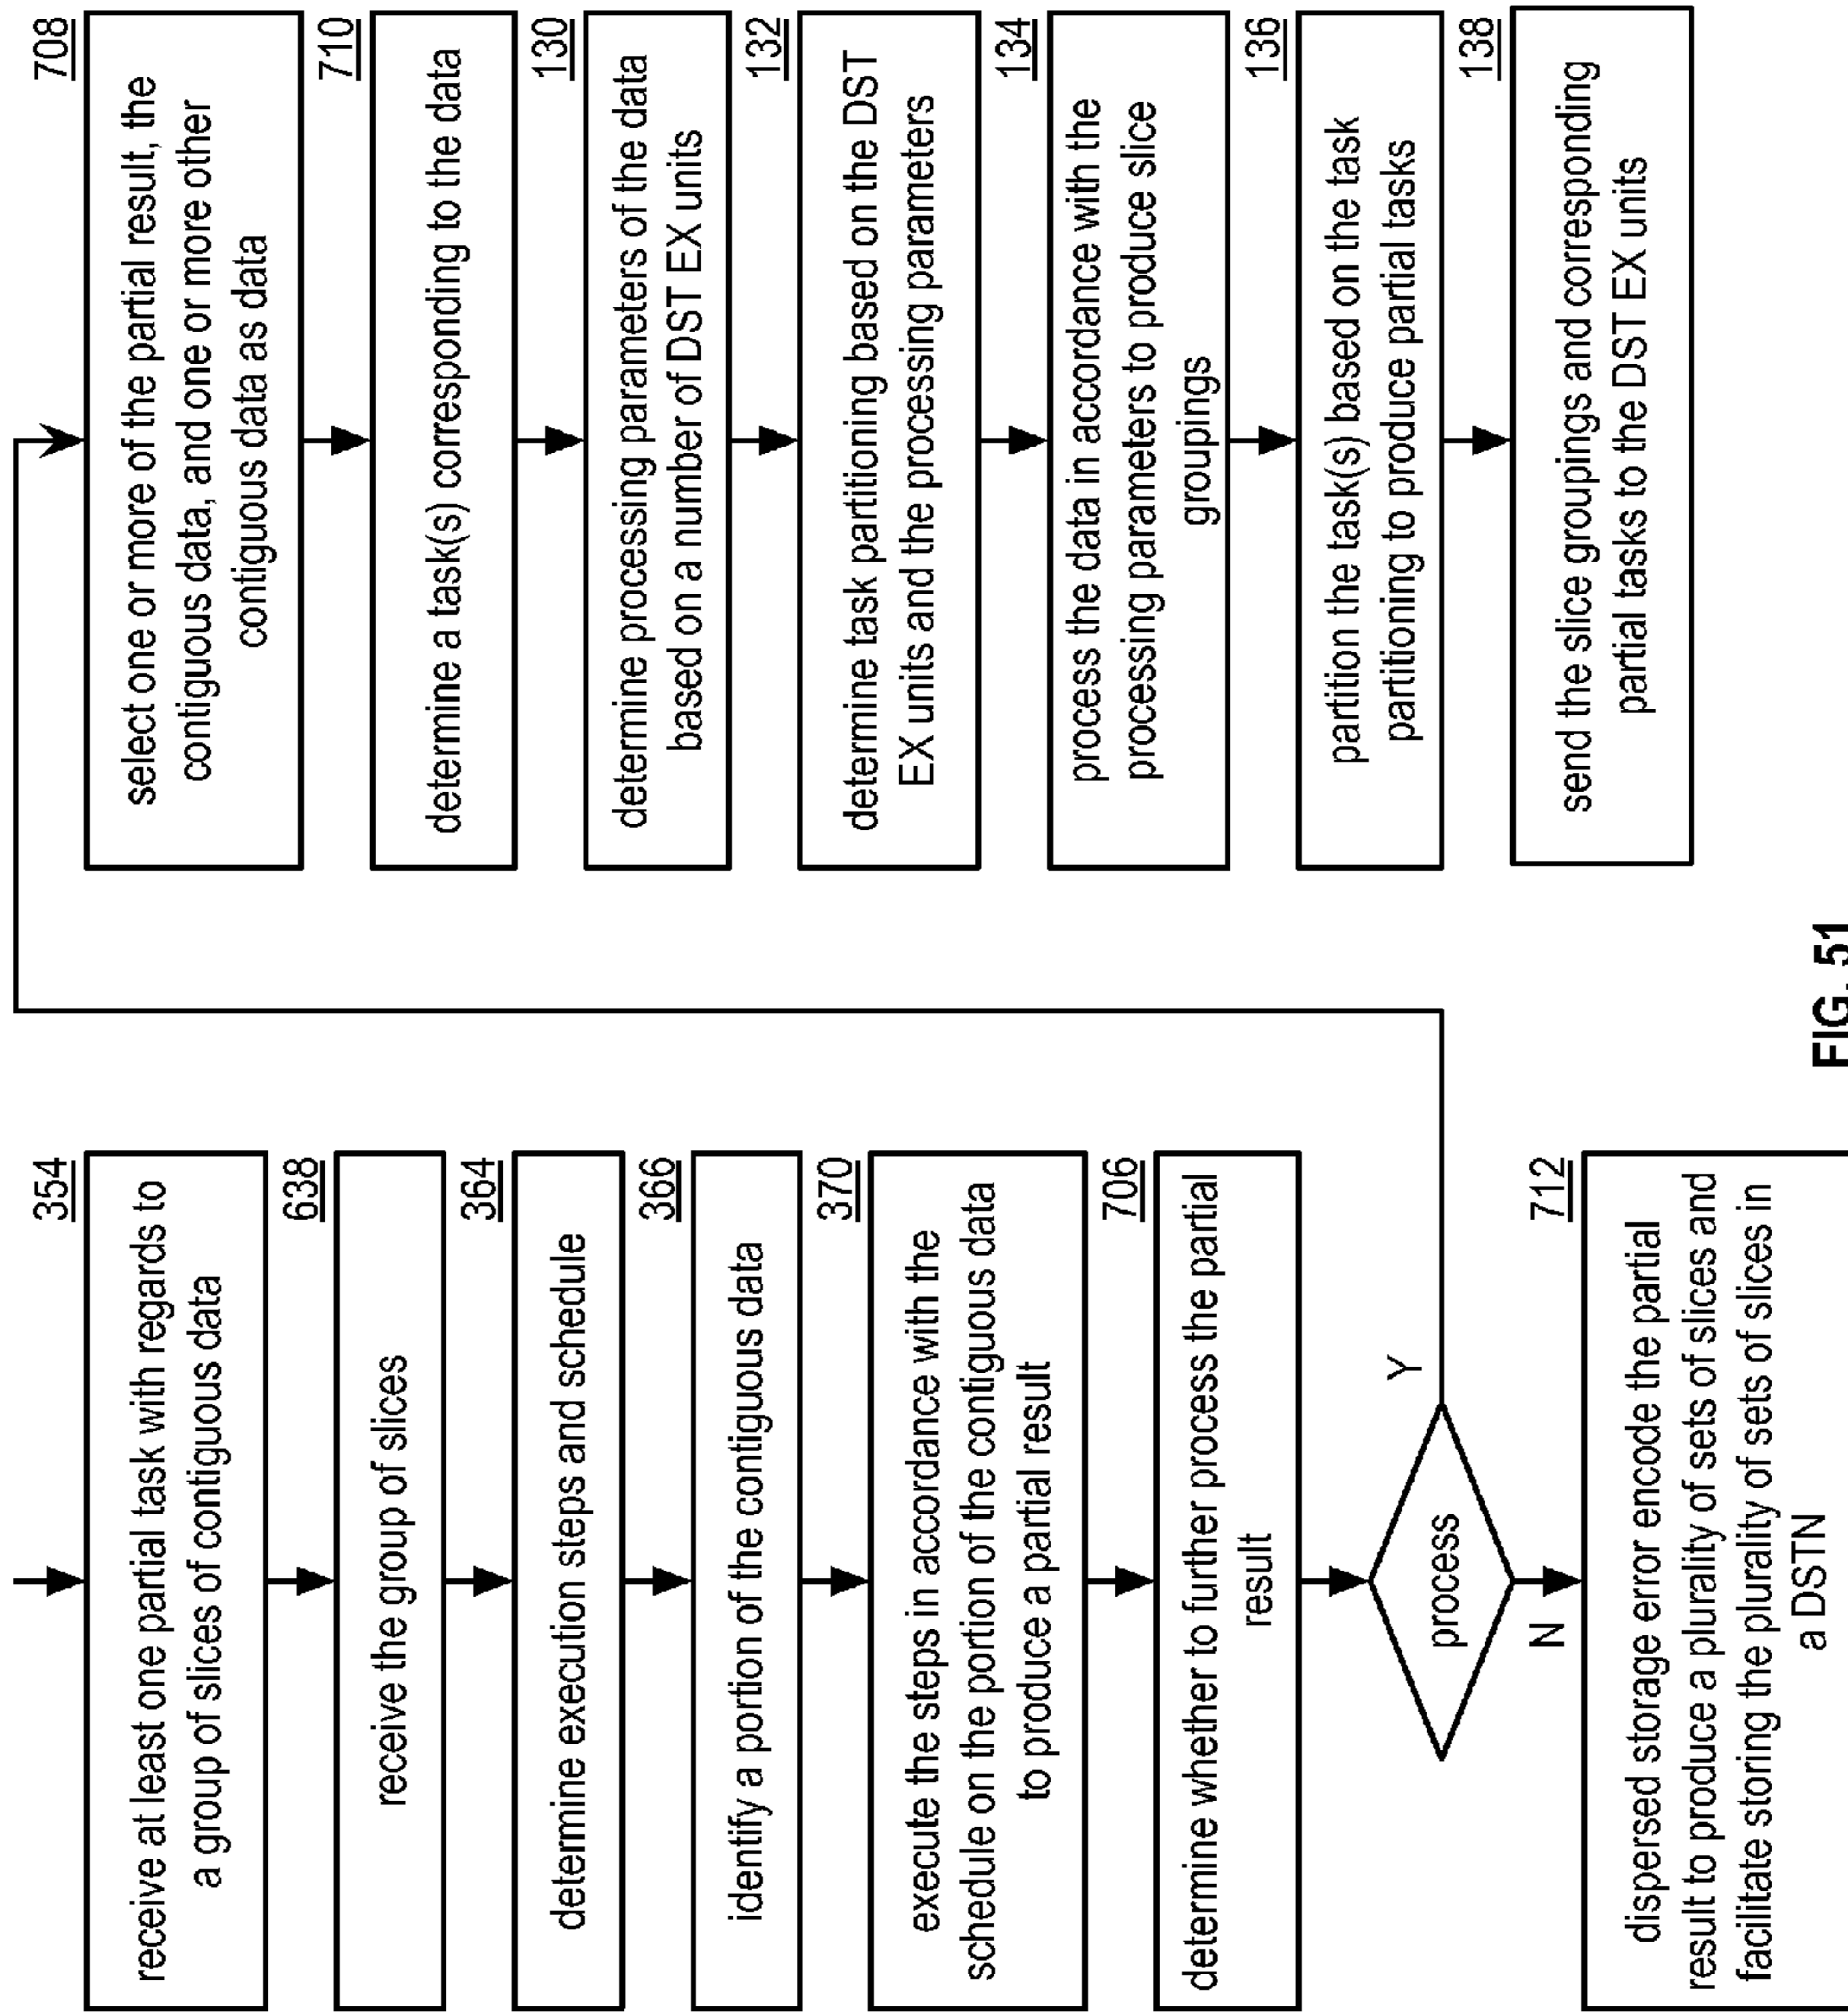 354
receive at least one partial task with regards to
a group of slices of contiguous data
638
receive the group of slices
364
determine execution steps and schedule
366
identify a portion of the contiguous data
370
execute the steps in accordance with the
schedule on the portion of the contiguous data
to produce a partial result
706
determine whether to further process the partial
result
process
Y
N
712
dispersed storage error encode the partial
result to produce a plurality of sets of slices and
facilitate storing the plurality of sets of slices in
a DSTN
708
select one or more of the partial result, the
contiguous data, and one or more other
contiguous data as data
710
determine a task(s) corresponding to the data
130
determine processing parameters of the data
based on a number of DST EX units
132
determine task partitioning based on the DST
EX units and the processing parameters
134
process the data in accordance with the
processing parameters to produce slice
groupings
136
partition the task(s) based on the task
partitioning to produce partial tasks
138
send the slice groupings and corresponding
partial tasks to the DST EX units
FIG. 51